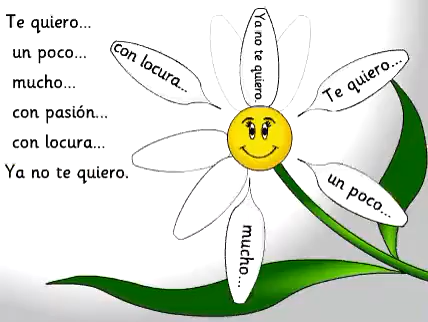 Te quiero...
un poco...
mucho...
con pasión...
con locura...
Ya no te quiero.
con locura...
Ya no te quiero.
Te quiero...
un poco...
mucho...